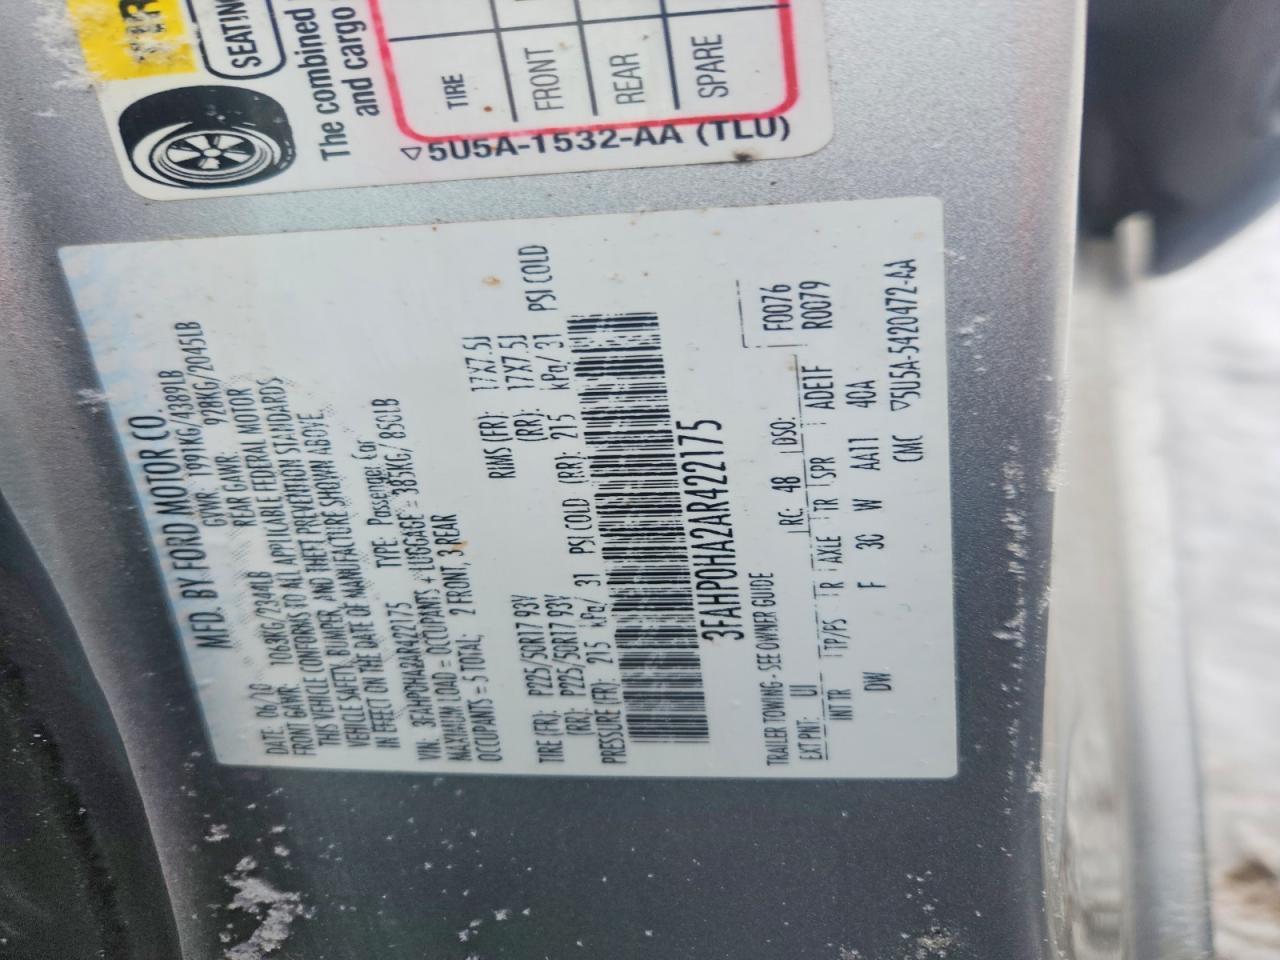 SEATING
The combined
and cargo
TIRE
FRONT
REAR
SPARE
5U5A-1532-AA (TLU)
MFD. BY FORD MOTOR CO.
DATE: 06/10 GVWR: 1991KG/4389LB
FRONT GAWR: 1063KG/2344LB REAR GAWR: 928KG/2045LB
THIS VEHICLE CONFORMS TO ALL APPLICABLE FEDERAL MOTOR
VEHICLE SAFETY, BUMPER, AND THEFT PREVENTION STANDARDS
IN EFFECT ON THE DATE OF MANUFACTURE SHOWN ABOVE.
VIN: 3FAHP0HA2AR422175 TYPE: Passenger Car
MAXIMUM LOAD = OCCUPANTS + LUGGAGE = 385KG/850LB
OCCUPANTS = 5 TOTAL; 2 FRONT, 3 REAR
TIRE (FR): P225/50R17 93V RIMS (FR): 17X7.5J
(RR): P225/50R17 93V (RR): 17X7.5J
PRESSURE (FR): 215 kPa/ 31 PSI COLD (RR): 215 kPa/ 31 PSI COLD
3FAHP0HA2AR422175
TRAILER TOWING - SEE OWNER GUIDE
EXT PNT: UI RC: 48 DSO: F0076
R0079
INT TR TP/PS R AXLE TR SPR ADE1F
DW F 3G W AA11 4OA
CMC 5U5A-5420472-AA